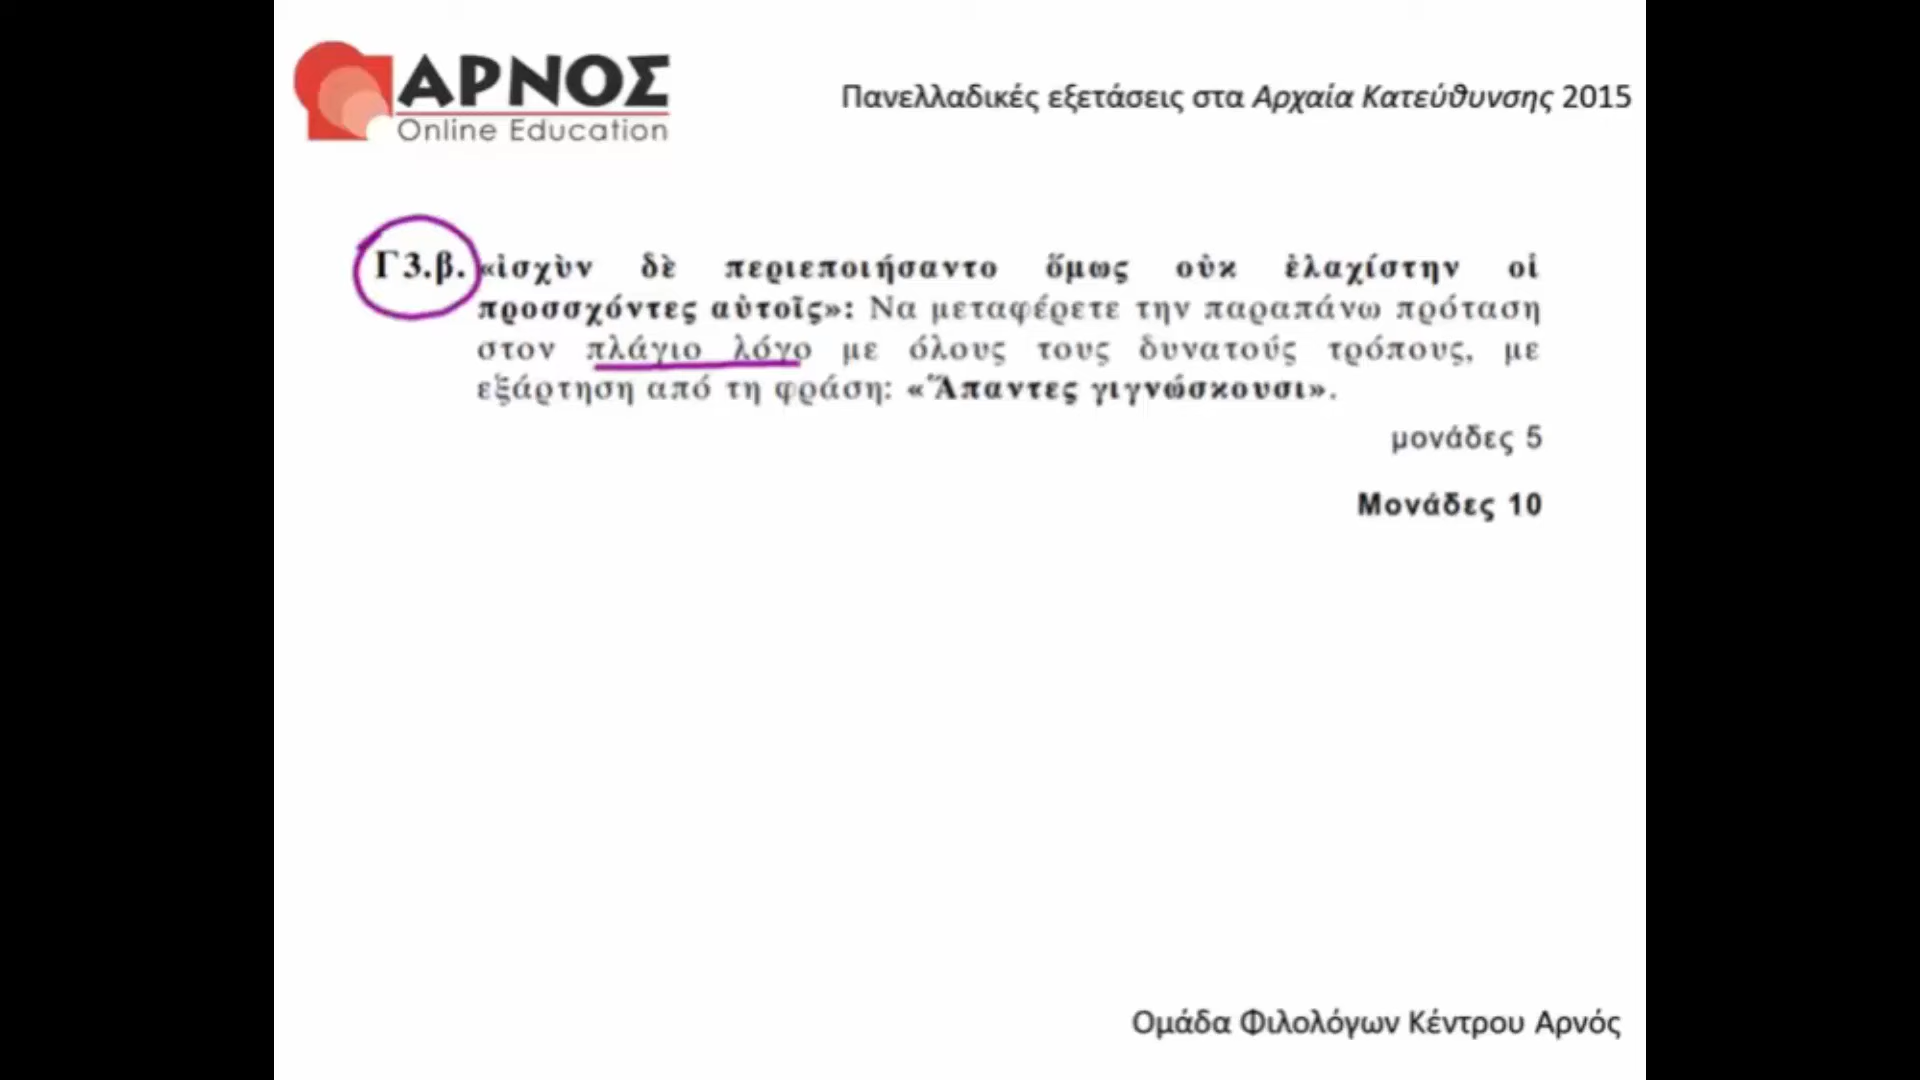 ΑΡΝΟΣ
Online Education
Πανελλαδικές εξετάσεις στα Αρχαία Κατεύθυνσης 2015
Γ3.β. «ἰσχὺν δὲ περιεποιήσαντο ὅμως οὐκ ἐλαχίστην οἱ
προσσχόντες αὐτοῖς»: Να μεταφέρετε την παραπάνω πρόταση
στον πλάγιο λόγο με όλους τους δυνατούς τρόπους, με
εξάρτηση από τη φράση: «Ἅπαντες γιγνώσκουσι».
μονάδες 5
Μονάδες 10
Ομάδα Φιλολόγων Κέντρου Αρνός